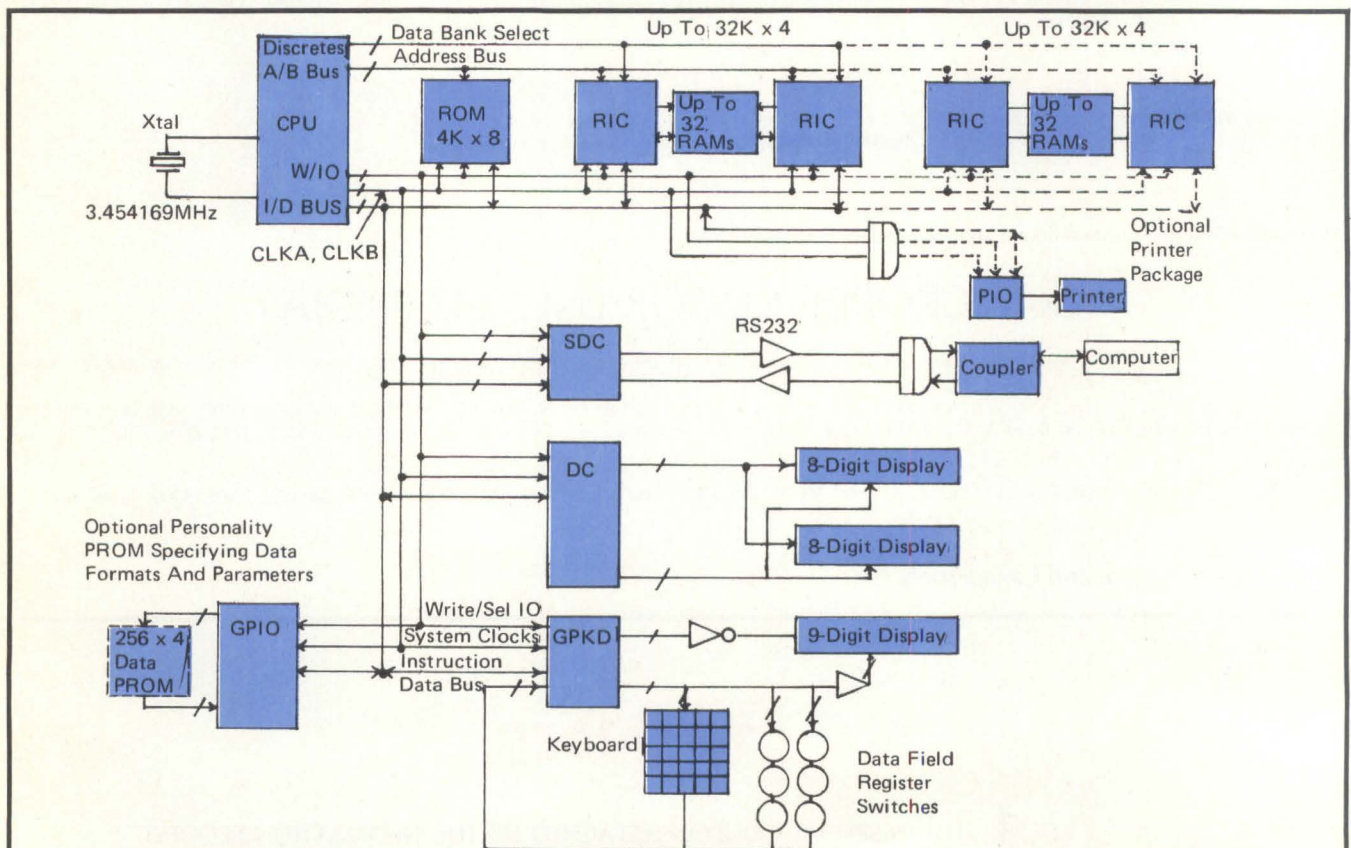 Discretes
Data Bank Select
Up To 32K x 4
Up To 32K x 4
A/B Bus
Address Bus
Xtal
CPU
ROM
4K x 8
RIC
Up To
32
RAMs
RIC
RIC
Up To
32
RAMs
RIC
W/IO
I/D BUS
3.454169MHz
CLKA, CLKB
Optional
Printer
Package
PIO
Printer
RS232
SDC
Coupler
Computer
DC
8-Digit Display
8-Digit Display
Optional Personality
PROM Specifying Data
Formats And Parameters
GPIO
256 x 4
Data
PROM
Write/Sel IO
System Clocks
Instruction
Data Bus
GPKD
9-Digit Display
Keyboard
Data Field
Register
Switches